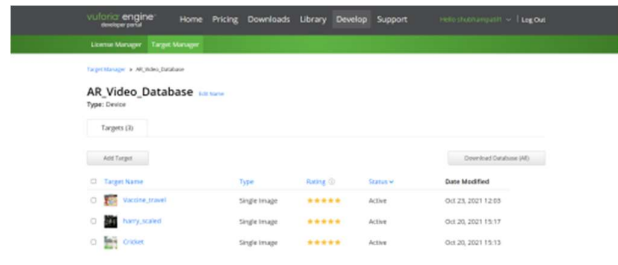 vuforia engine
developer portal
Home Pricing Downloads Library Develop Support
Hello shubhampatil Log Out
License Manager Target Manager
Target Manager > AR_Video_Database
AR_Video_Database Edit Name
Type: Device
Targets (3)
Add Target Download Database (All)
Target Name Type Rating Status Date Modified
Vaccine_travel Single Image Active Oct 23, 2021 12:03
harry_scaled Single Image Active Oct 20, 2021 15:17
Cricket Single Image Active Oct 20, 2021 15:13